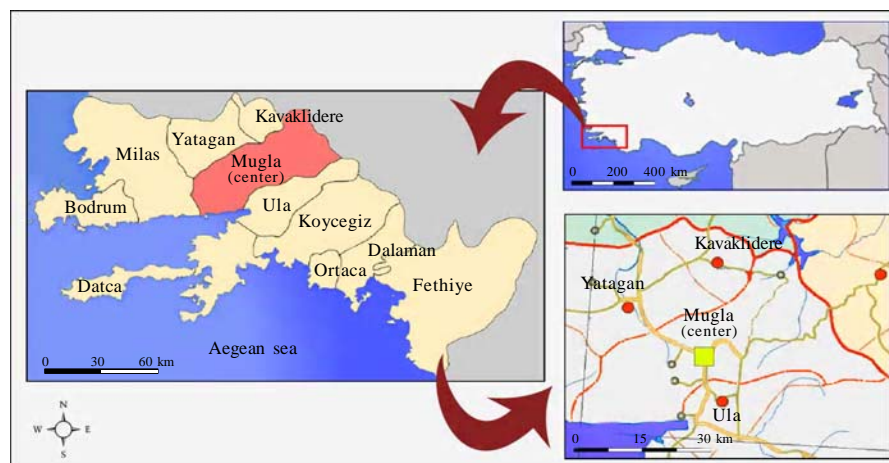 Kavaklidere
Yatagan
Milas
Mugla
(center)
Bodrum
Ula
Koycegiz
Dalaman
Datca
Ortaca
Fethiye
Aegean sea
0 30 60 km
N
W E
S
0 200 400 km
Kavaklidere
Yatagan
Mugla
(center)
Ula
0 15 30 km